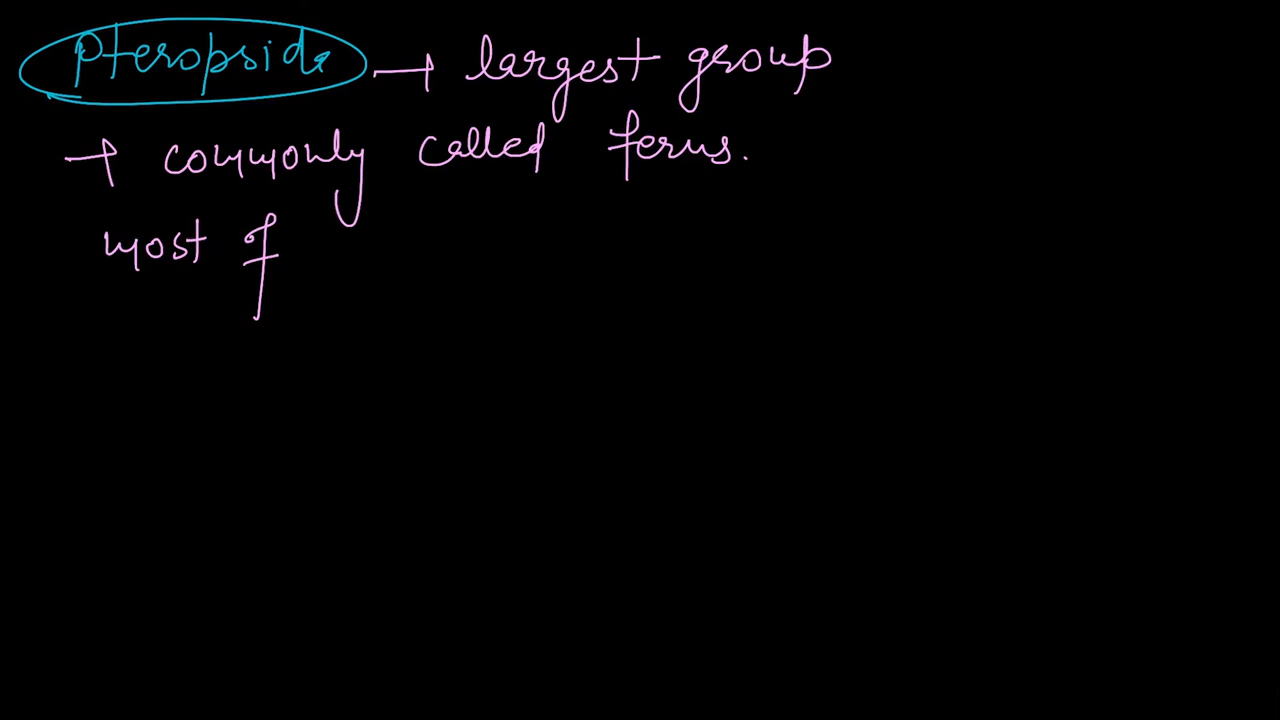 Pteropsida → largest group
→ commonly called ferns.
most of